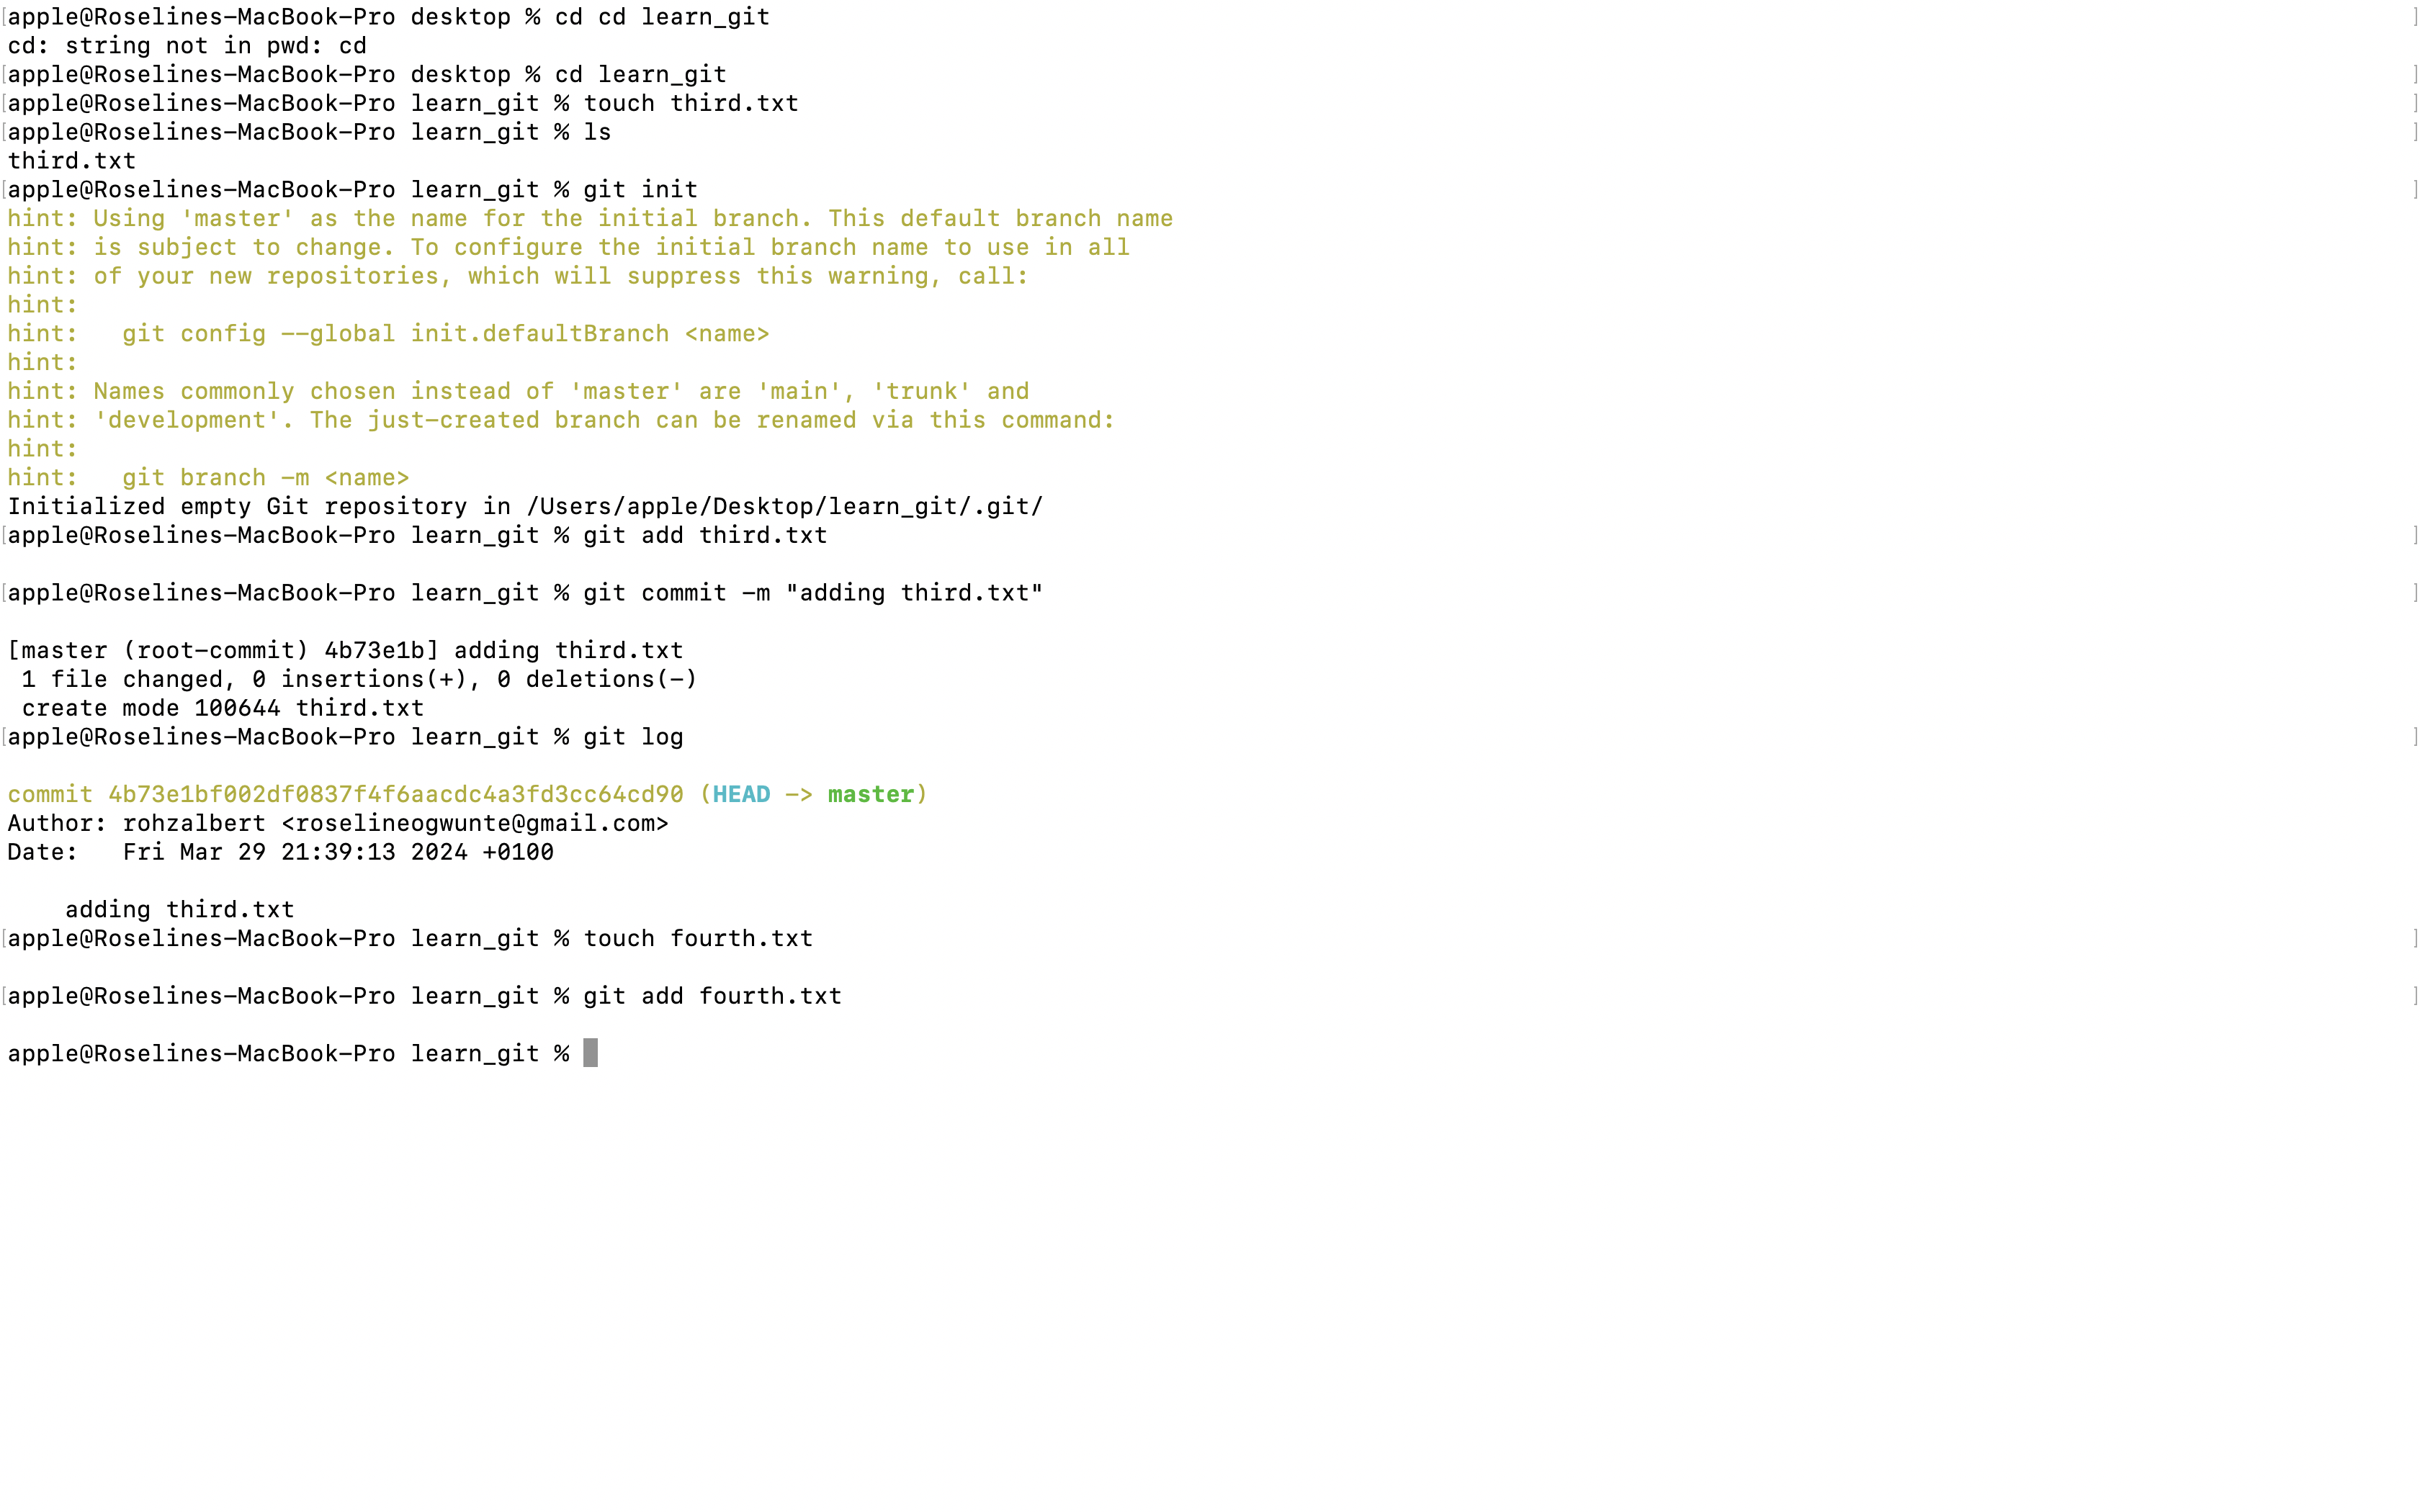 [apple@Roselines-MacBook-Pro desktop % cd cd learn_git ]
cd: string not in pwd: cd
[apple@Roselines-MacBook-Pro desktop % cd learn_git ]
[apple@Roselines-MacBook-Pro learn_git % touch third.txt ]
[apple@Roselines-MacBook-Pro learn_git % ls ]
third.txt
[apple@Roselines-MacBook-Pro learn_git % git init ]
hint: Using 'master' as the name for the initial branch. This default branch name
hint: is subject to change. To configure the initial branch name to use in all
hint: of your new repositories, which will suppress this warning, call:
hint:
hint:   git config --global init.defaultBranch <name>
hint:
hint: Names commonly chosen instead of 'master' are 'main', 'trunk' and
hint: 'development'. The just-created branch can be renamed via this command:
hint:
hint:   git branch -m <name>
Initialized empty Git repository in /Users/apple/Desktop/learn_git/.git/
[apple@Roselines-MacBook-Pro learn_git % git add third.txt ]
[apple@Roselines-MacBook-Pro learn_git % git commit -m "adding third.txt" ]
[master (root-commit) 4b73e1b] adding third.txt
 1 file changed, 0 insertions(+), 0 deletions(-)
 create mode 100644 third.txt
[apple@Roselines-MacBook-Pro learn_git % git log ]
commit 4b73e1bf002df0837f4f6aacdc4a3fd3cc64cd90 (HEAD -> master)
Author: rohzalbert <roselineogwunte@gmail.com>
Date:   Fri Mar 29 21:39:13 2024 +0100
    adding third.txt
[apple@Roselines-MacBook-Pro learn_git % touch fourth.txt ]
[apple@Roselines-MacBook-Pro learn_git % git add fourth.txt ]
apple@Roselines-MacBook-Pro learn_git %